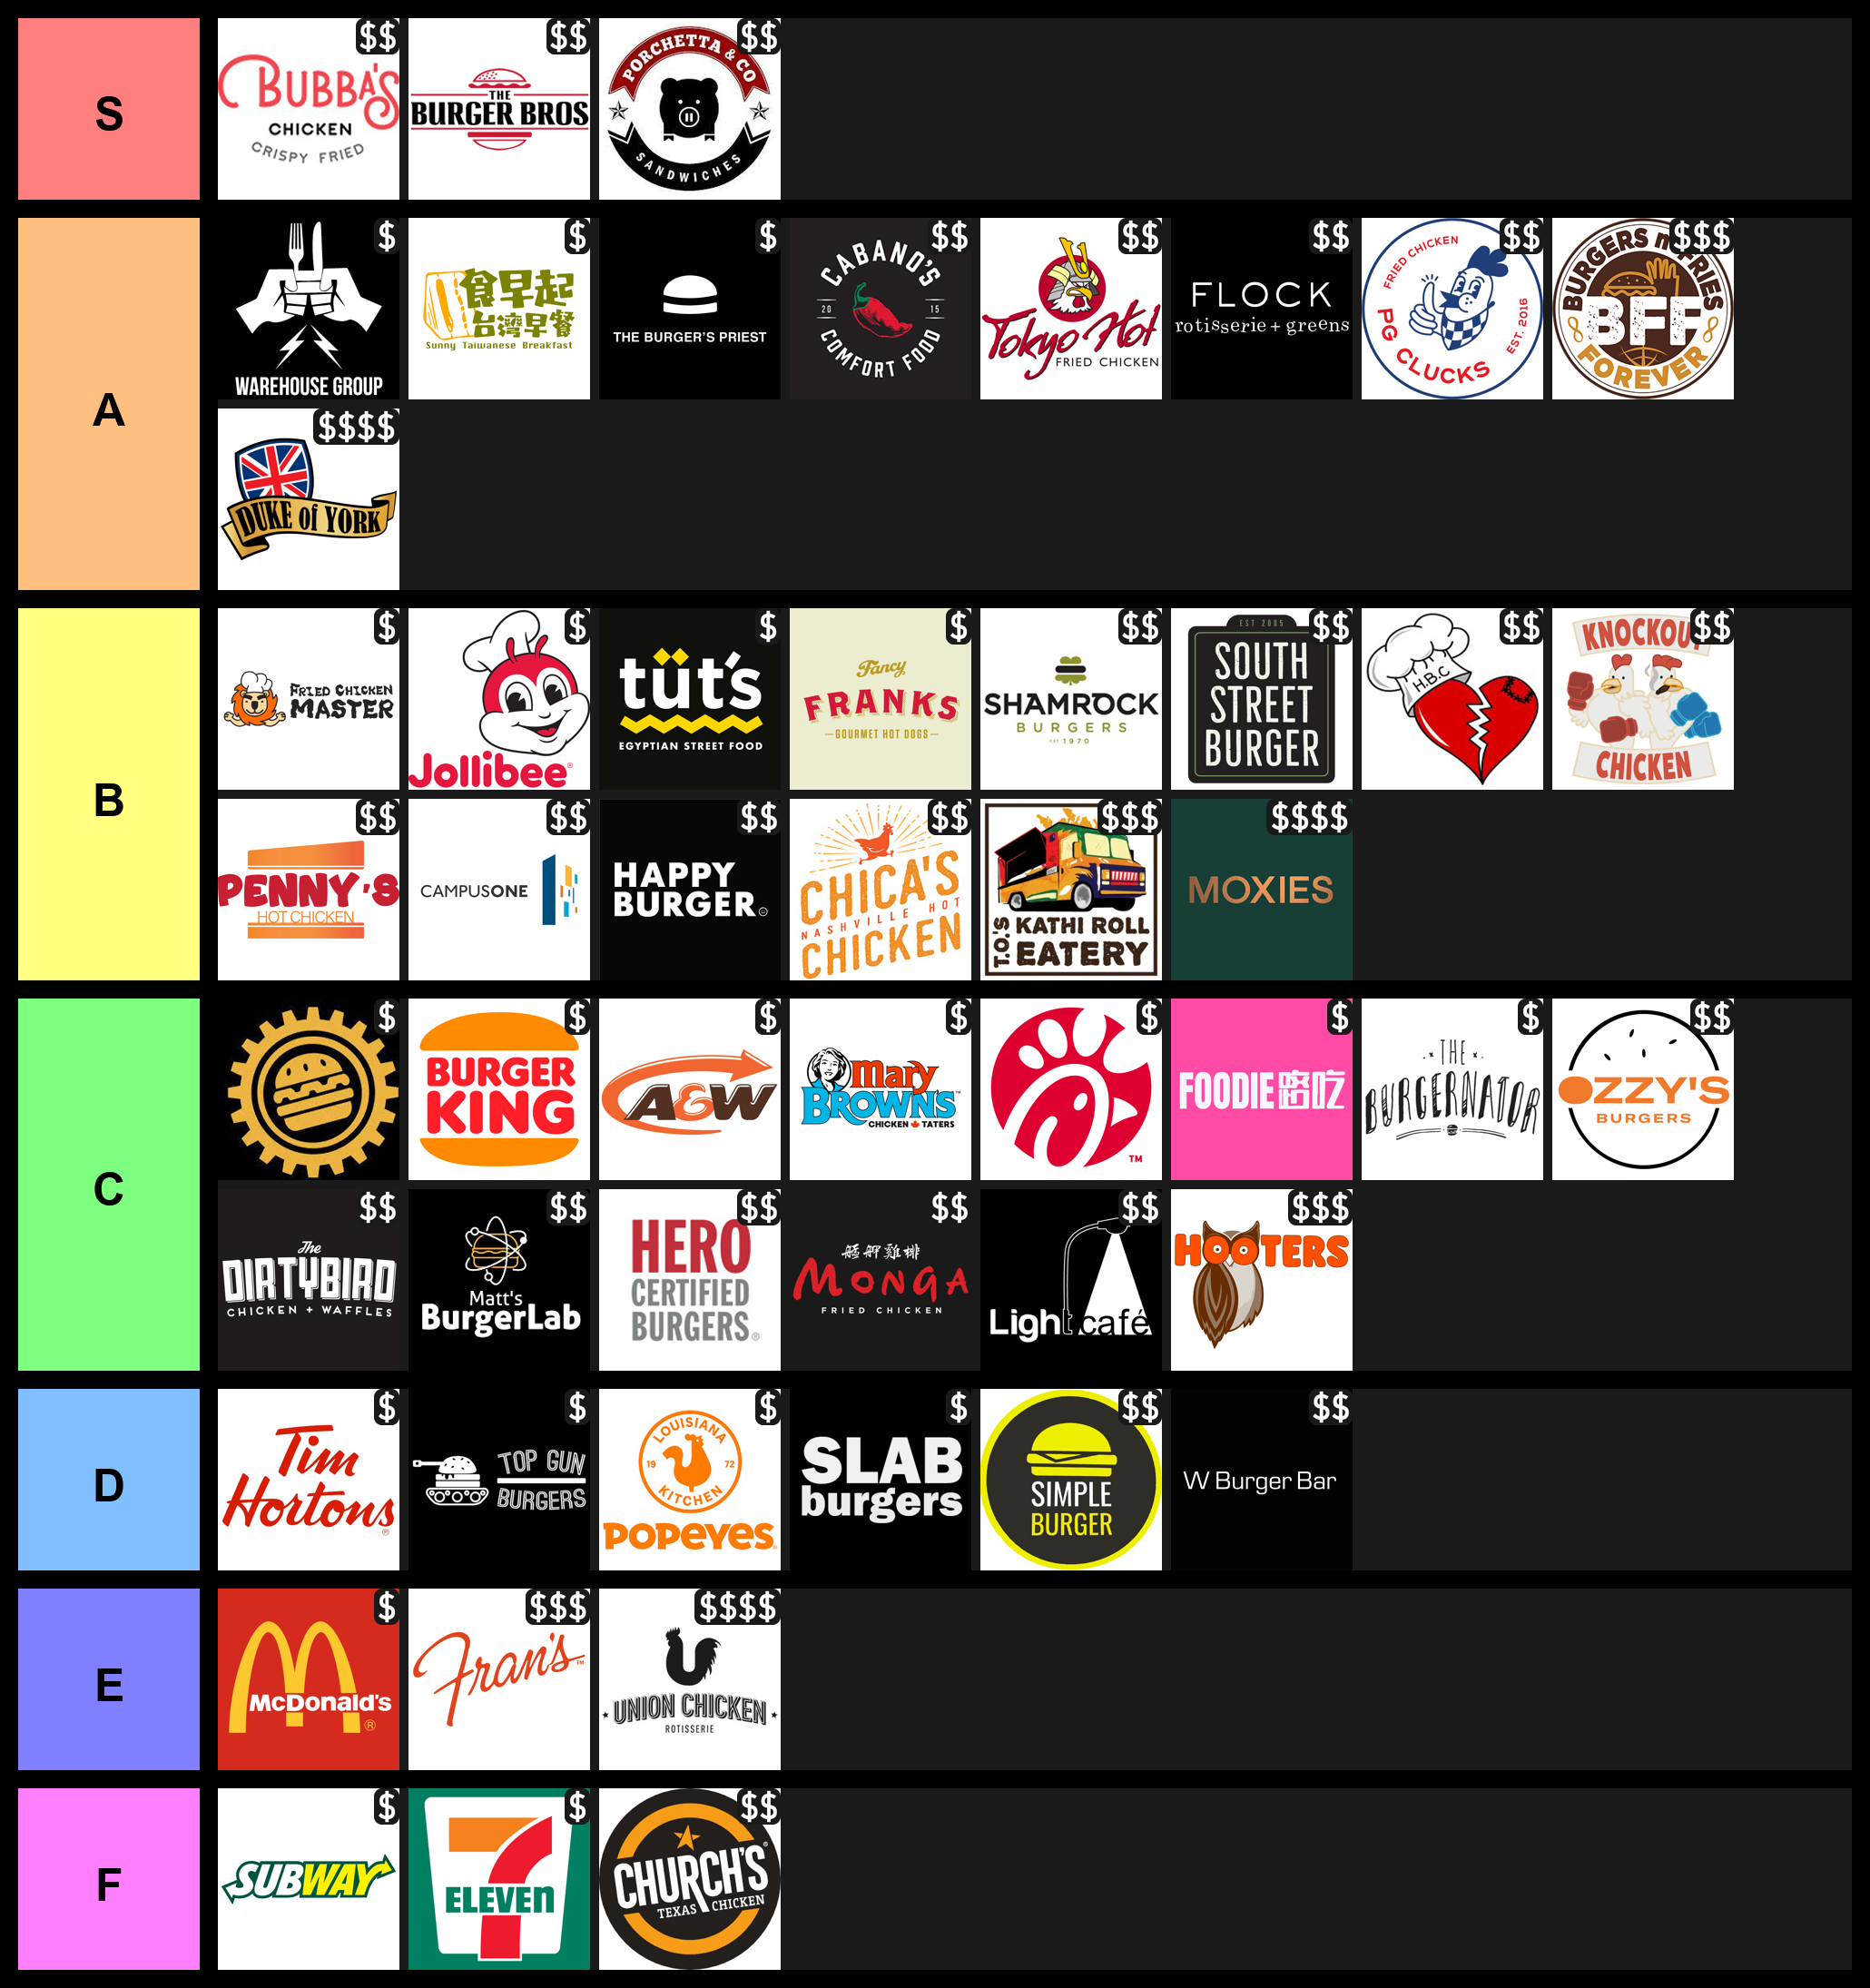 S
$$
BUBBA'S
CHICKEN
CRISPY FRIED
$$
THE
BURGER BROS
$$
PORCHETTA & CO
SANDWICHES
A
$
WAREHOUSE GROUP
$
食早起
台灣早餐
Sunny Taiwanese Breakfast
$
THE BURGER'S PRIEST
$$
CABANO'S
20 15
COMFORT FOOD
$$
Tokyo Hot
FRIED CHICKEN
$$
FLOCK
rotisserie + greens
$$
FRIED CHICKEN
PG CLUCKS
EST. 2016
$$$
BURGERS n' FRIES
BFF
FOREVER
$$$$
DUKE of YORK
B
$
FRIED CHICKEN
MASTER
$
Jollibee®
$
tüt's
EGYPTIAN STREET FOOD
$
Fancy
FRANKS
—GOURMET HOT DOGS—
$$
SHAMROCK
BURGERS
EST 1970
$$
EST 2005
SOUTH
STREET
BURGER
$$
H.B.C
$$
KNOCKOUT
CHICKEN
$$
PENNY'S
HOT CHICKEN
$$
CAMPUSONE
$$
HAPPY
BURGER
$$
CHICA'S
NASHVILLE HOT
CHICKEN
$$$
T.O.'S
KATHI ROLL
EATERY
$$$$
MOXIES
C
$
$
BURGER
KING
$
A&W
$
mary
BROWN'S™
CHICKEN TATERS
$
TM
$
FOODIE
$
THE
BURGERNATOR
$$
OZZY'S
BURGERS
$$
The
DIRTYBIRD
CHICKEN + WAFFLES
$$
Matt's
BurgerLab
$$
HERO
CERTIFIED
BURGERS®
$$
艋舺雞排
MONGA
FRIED CHICKEN
$$
Light café
$$$
HOOTERS
D
$
Tim
Hortons
®
$
TOP GUN
BURGERS
$
LOUISIANA
19 72
KITCHEN
POPEYES
$
SLAB
burgers
$$
SIMPLE
BURGER
$$
W Burger Bar
E
$
McDonald's
®
$$$
Fran's™
$$$$
UNION CHICKEN
ROTISSERIE
F
$
SUBWAY
$
7
ELEVEn
$$
CHURCH'S®
TEXAS CHICKEN